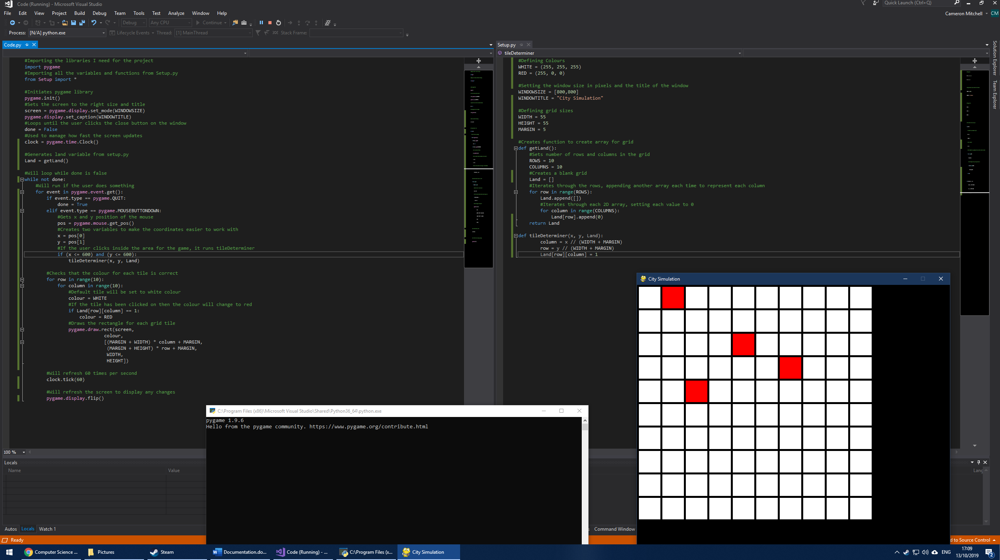 Code (Running) - Microsoft Visual Studio
Quick Launch (Ctrl+Q)
File Edit View Project Build Debug Team Tools Test Analyze Window Help
Cameron Mitchell CM
Debug Any CPU Continue
Process: [N/A] python.exe Lifecycle Events Thread: [1] MainThread Stack Frame:
Code.py
#Importing the libraries I need for the project
import pygame
#Importing all the variables and functions from Setup.py
from Setup import *
#Initiates pygame library
pygame.init()
#Sets the screen to the right size and title
screen = pygame.display.set_mode(WINDOWSIZE)
pygame.display.set_caption(WINDOWTITLE)
#Loops until the user clicks the close button on the window
done = False
#Used to manage how fast the screen updates
clock = pygame.time.Clock()
#Generates land variable from setup.py
Land = getLand()
#Will loop while done is false
while not done:
#Will run if the user does something
for event in pygame.event.get():
if event.type == pygame.QUIT:
done = True
elif event.type == pygame.MOUSEBUTTONDOWN:
#Gets x and y position of the mouse
pos = pygame.mouse.get_pos()
#Creates two variables to make the coordinates easier to work with
x = pos[0]
y = pos[1]
#If the user clicks inside the area for the game, it runs tileDeterminer
if (x <= 600) and (y <= 600):
tileDeterminer(x, y, Land)
#Checks that the colour for each tile is correct
for row in range(10):
for column in range(10):
#Default tile will be set to white colour
colour = WHITE
#If the tile has been clicked on then the colour will change to red
if Land[row][column] == 1:
colour = RED
#Draws the rectangle for each grid tile
pygame.draw.rect(screen,
colour,
[(MARGIN + WIDTH) * column + MARGIN,
(MARGIN + HEIGHT) * row + MARGIN,
WIDTH,
HEIGHT])
#Will refresh 60 times per second
clock.tick(60)
#Will refresh the screen to display any changes
pygame.display.flip()
Setup.py
tileDeterminer
#Defining Colours
WHITE = (255, 255, 255)
RED = (255, 0, 0)
#Setting the window size in pixels and the title of the window
WINDOWSIZE = [800,800]
WINDOWTITLE = "City Simulation"
#Defining grid sizes
WIDTH = 55
HEIGHT = 55
MARGIN = 5
#Creates function to create array for grid
def getLand():
#Sets number of rows and columns in the grid
ROWS = 10
COLUMNS = 10
#Creates a blank grid
Land = []
#Iterates through the rows, appending another array each time to represent each column
for row in range(ROWS):
Land.append([])
#Iterates through each 2D array, setting each value to 0
for column in range(COLUMNS):
Land[row].append(0)
return Land
def tileDeterminer(x, y, Land):
column = x // (WIDTH + MARGIN)
row = y // (WIDTH + MARGIN)
Land[row][column] = 1
Solution Explorer
Team Explorer
City Simulation
C:\Program Files (x86)\Microsoft Visual Studio\Shared\Python36_64\python.exe
pygame 1.9.6
Hello from the pygame community. https://www.pygame.org/contribute.html
100 %
Locals
Name Value
Lang
Autos Locals Watch 1
Command Window
Ready
d to Source Control
Computer Science ...
Pictures
Steam
Documentation.do...
Code (Running) - ...
C:\Program Files (x...
City Simulation
ENG
17:09
13/10/2019
2